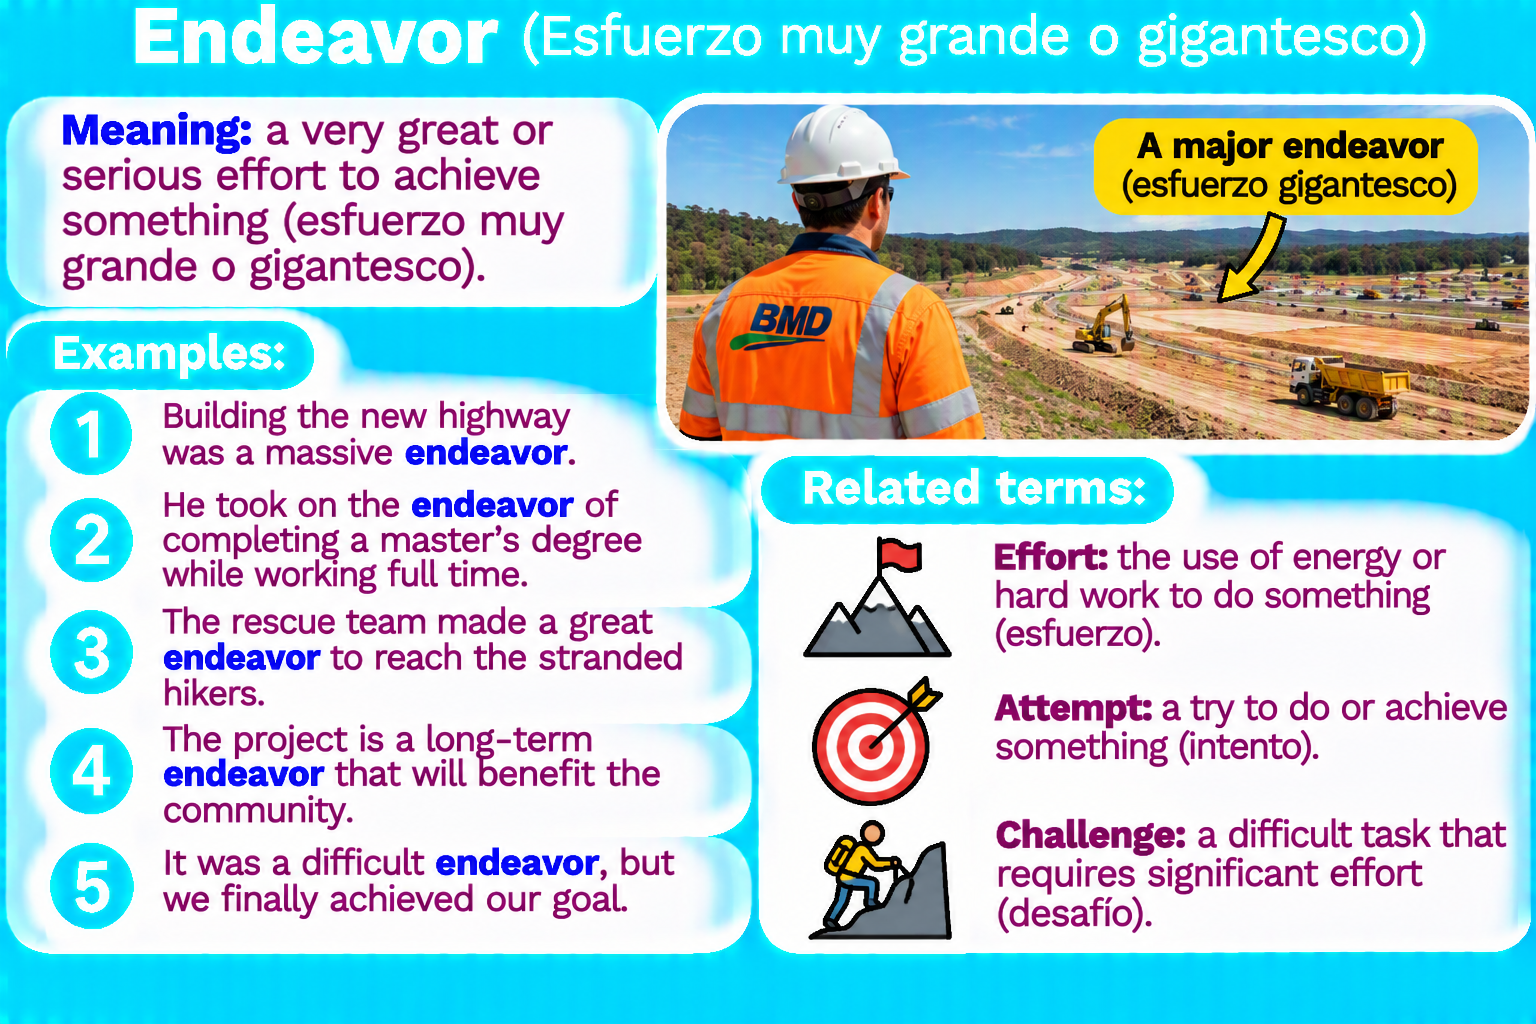 Endeavor (Esfuerzo muy grande o gigantesco)
Meaning: a very great or
serious effort to achieve
something (esfuerzo muy
grande o gigantesco).
A major endeavor
(esfuerzo gigantesco)
BMD
Examples:
1
Building the new highway
was a massive endeavor.
2
He took on the endeavor of
completing a master’s degree
while working full time.
3
The rescue team made a great
endeavor to reach the stranded
hikers.
4
The project is a long-term
endeavor that will benefit the
community.
5
It was a difficult endeavor, but
we finally achieved our goal.
Related terms:
Effort: the use of energy or
hard work to do something
(esfuerzo).
Attempt: a try to do or achieve
something (intento).
Challenge: a difficult task that
requires significant effort
(desafío).